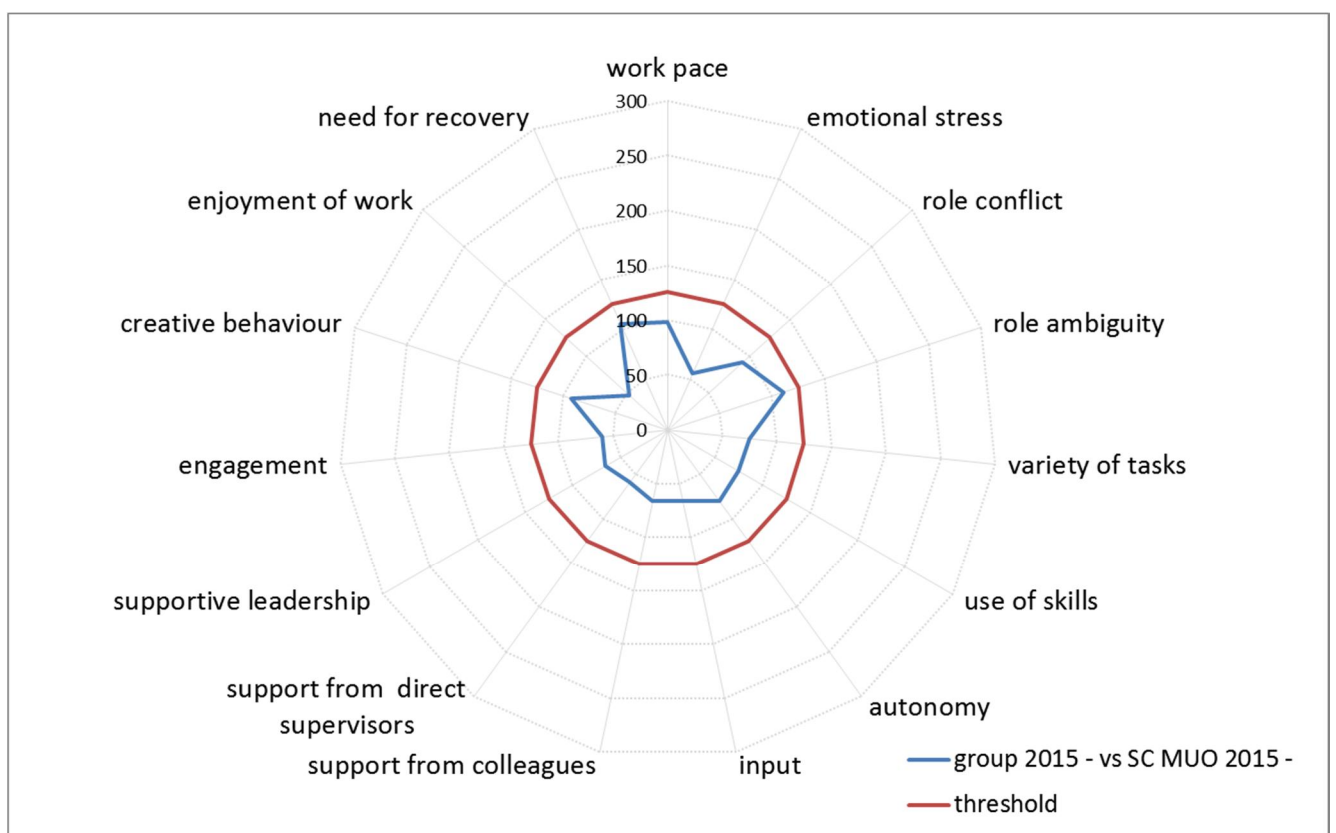 work pace
need for recovery
300
emotional stress
250
enjoyment of work
role conflict
200
150
creative behaviour
role ambiguity
100
50
0
engagement
variety of tasks
supportive leadership
use of skills
support from  direct
supervisors
autonomy
support from colleagues
input
group 2015 - vs SC MUO 2015 -
threshold